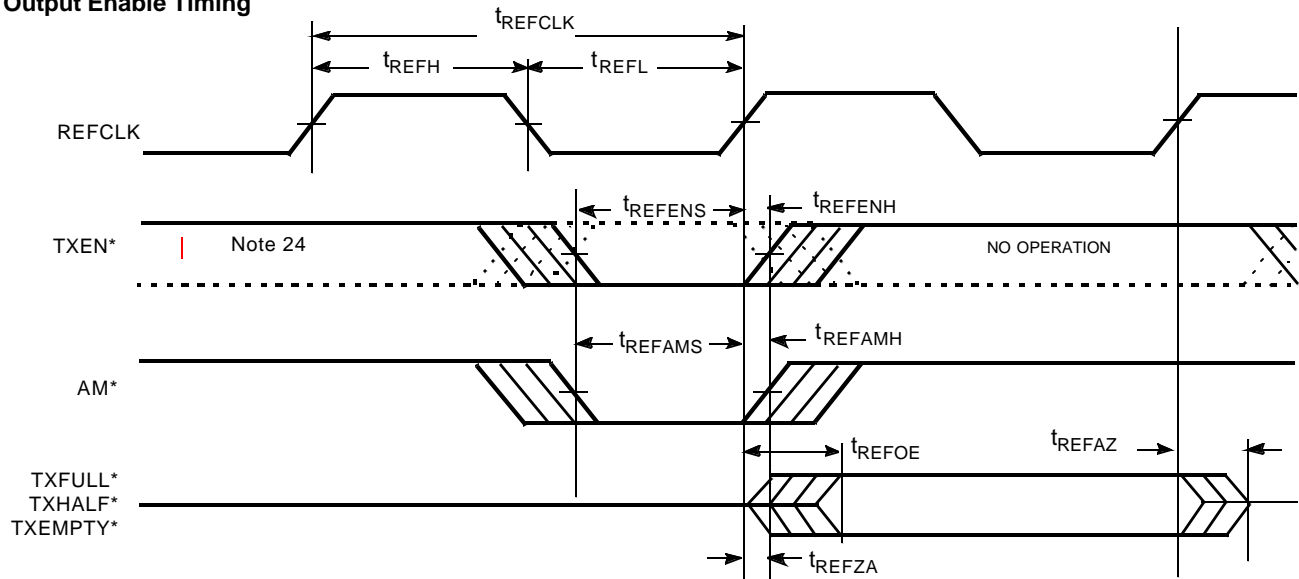 Output Enable Timing
tREFCLK
tREFH
tREFL
REFCLK
tREFENS
tREFENH
TXEN*
Note 24
NO OPERATION
tREFAMS
tREFAMH
AM*
tREFOE
tREFAZ
TXFULL*
TXHALF*
TXEMPTY*
tREFZA